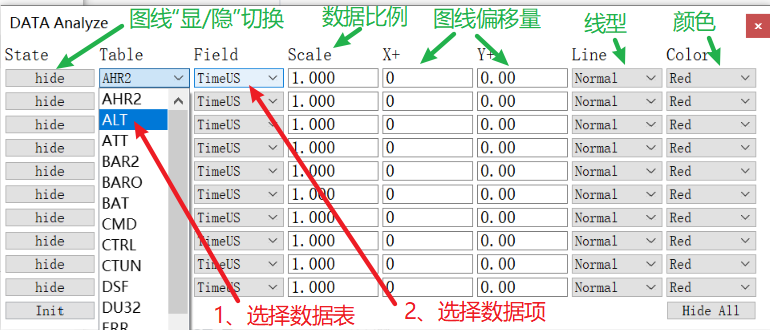 DATA Analyze 图线“显/隐”切换 数据比例 图线偏移量 线型 颜色
State Table Field Scale X+ Y+ Line Color
hide AHR2 TimeUS 1.000 0 0.00 Normal Red
hide AHR2 TimeUS 1.000 0 0.00 Normal Red
hide ALT TimeUS 1.000 0 0.00 Normal Red
hide ATT TimeUS 1.000 0 0.00 Normal Red
hide BAR2 TimeUS 1.000 0 0.00 Normal Red
hide BARO TimeUS 1.000 0 0.00 Normal Red
BAT
hide CMD TimeUS 1.000 0 0.00 Normal Red
hide CTRL TimeUS 1.000 0 0.00 Normal Red
hide CTUN TimeUS 1.000 0 0.00 Normal Red
hide DSF TimeUS 1.000 0 0.00 Normal Red
Init DU32 1、选择数据表 2、选择数据项 Hide All
ERR